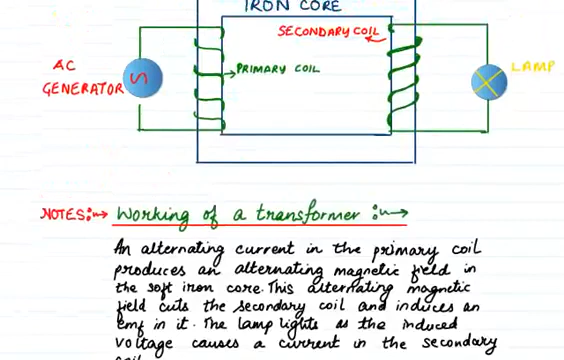 IRON CORE
SECONDARY COIL
AC
GENERATOR
PRIMARY COIL
LAMP
NOTES:→ Working of a transformer :→
An alternating current in the primary coil
produces an alternating magnetic field in
the soft iron core. This alternating magnetic
field cuts the secondary coil and induces an
emf in it. The lamp lights as the induced
voltage causes a current in the secondary
coil